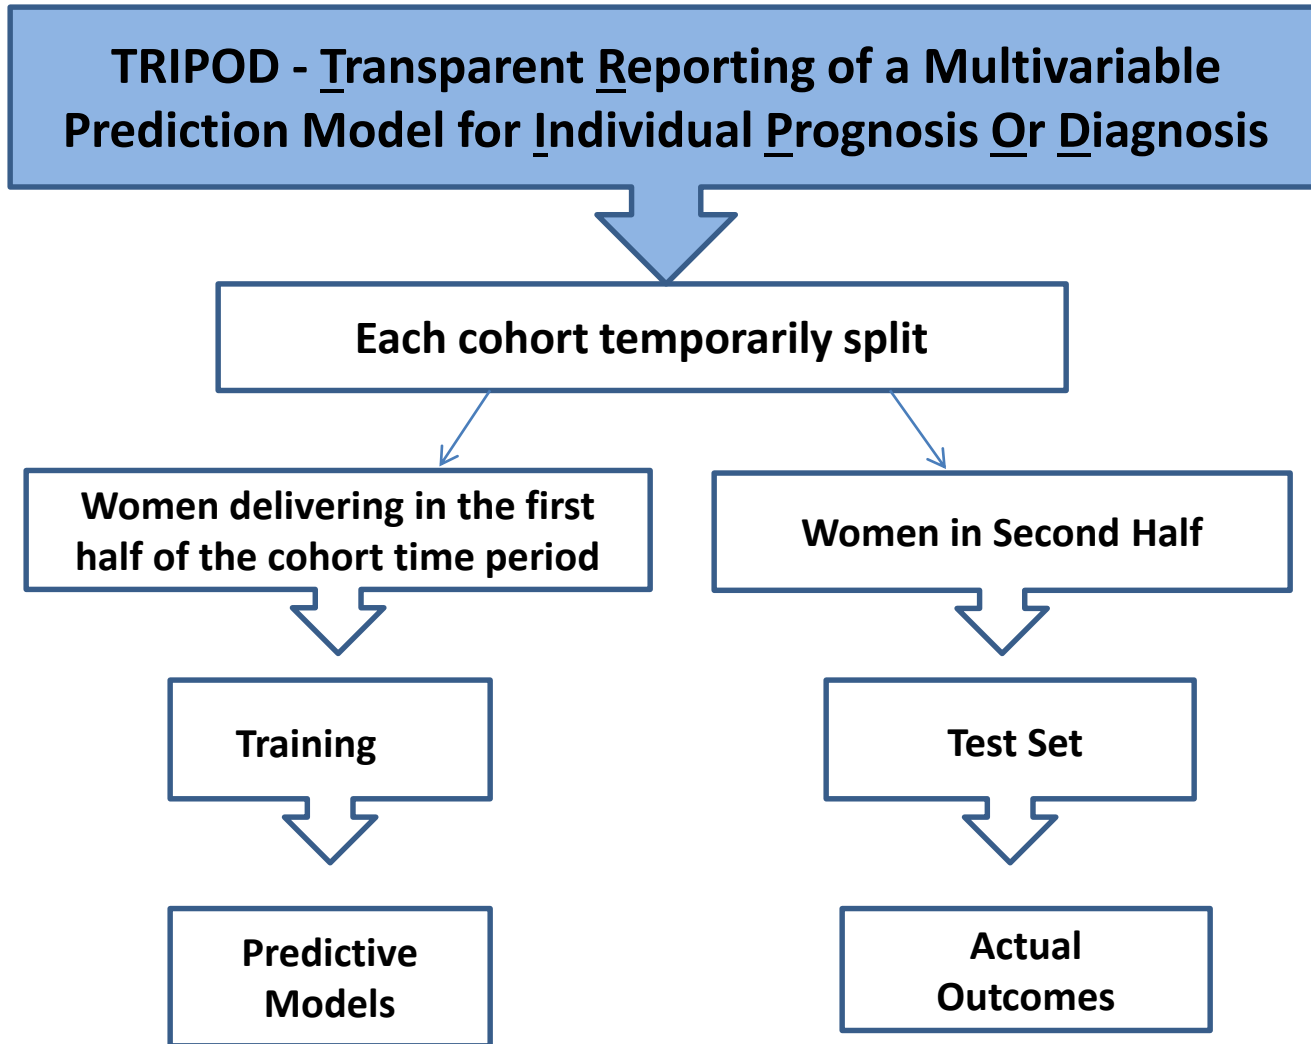 TRIPOD - Transparent Reporting of a Multivariable
Prediction Model for Individual Prognosis Or Diagnosis
Each cohort temporarily split
Women delivering in the first
half of the cohort time period
Women in Second Half
Training
Test Set
Predictive
Models
Actual
Outcomes